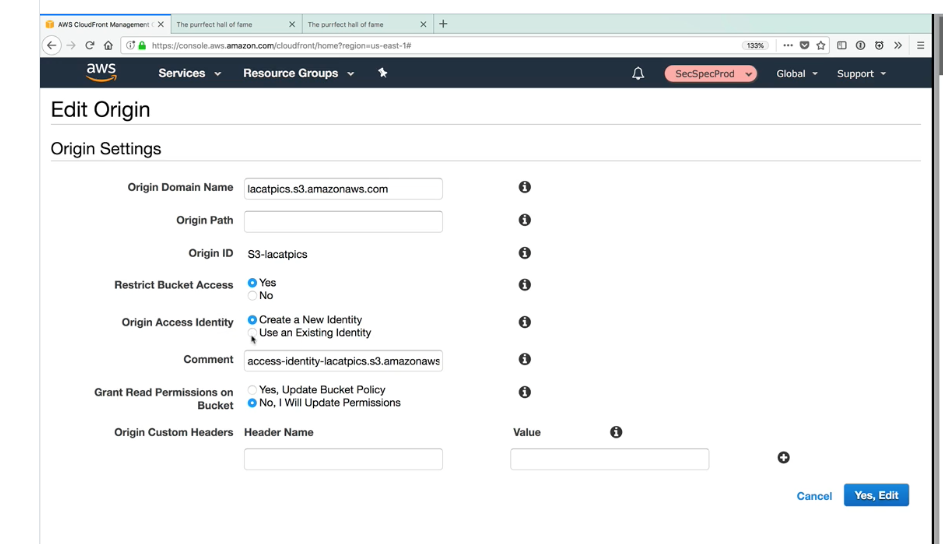 AWS CloudFront Management C
The purrfect hall of fame
The purrfect hall of fame
https://console.aws.amazon.com/cloudfront/home?region=us-east-1#
133%
aws
Services
Resource Groups
SecSpecProd
Global
Support
Edit Origin
Origin Settings
Origin Domain Name lacatpics.s3.amazonaws.com
Origin Path
Origin ID S3-lacatpics
Restrict Bucket Access Yes
No
Origin Access Identity Create a New Identity
Use an Existing Identity
Comment access-identity-lacatpics.s3.amazonaws
Grant Read Permissions on Bucket Yes, Update Bucket Policy
No, I Will Update Permissions
Origin Custom Headers Header Name Value
Cancel Yes, Edit